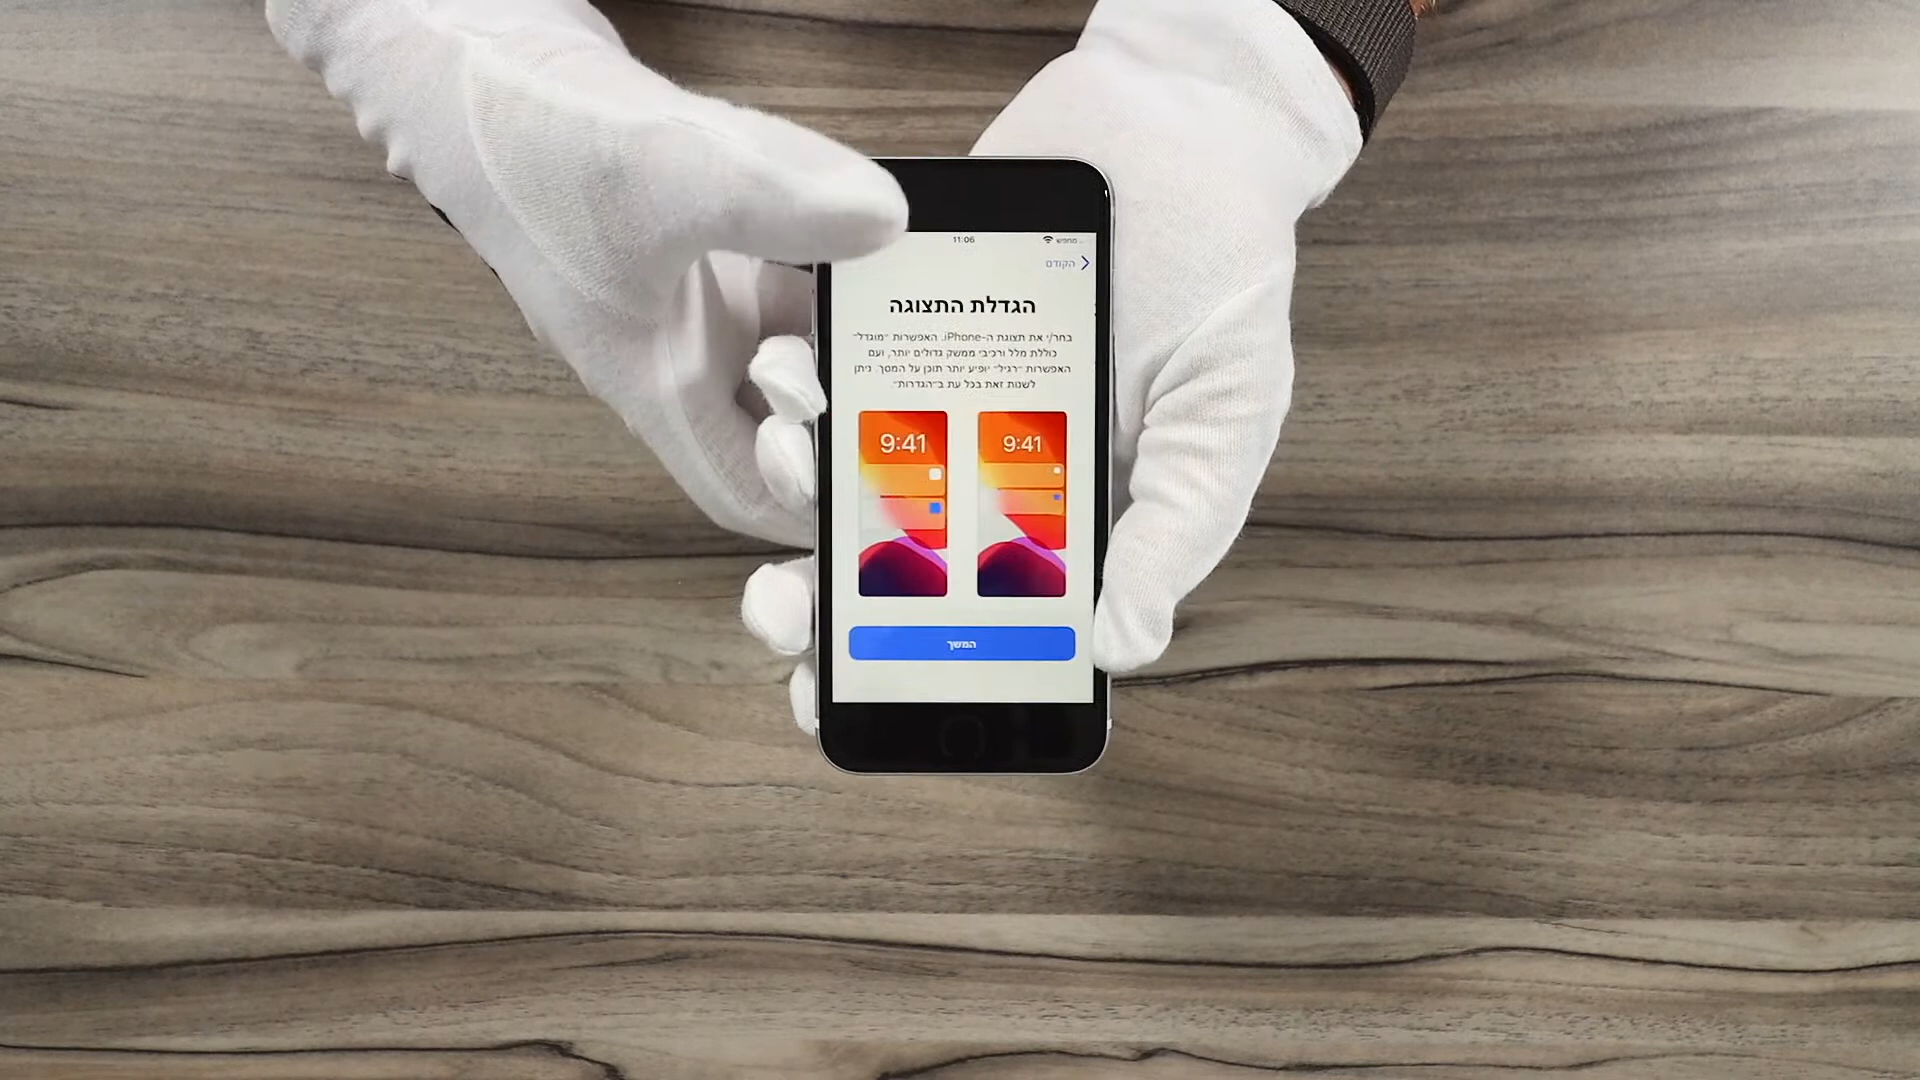 11:06
מחפש...
הקודם
הגדלת התצוגה
בחר/י את תצוגת ה-iPhone. האפשרות ״מוגדל״
כוללת מלל ורכיבי ממשק גדולים יותר, ועם
האפשרות ״רגיל״ יופיע יותר תוכן על המסך. ניתן
לשנות זאת בכל עת ב״הגדרות״.
9:41
9:41
המשך